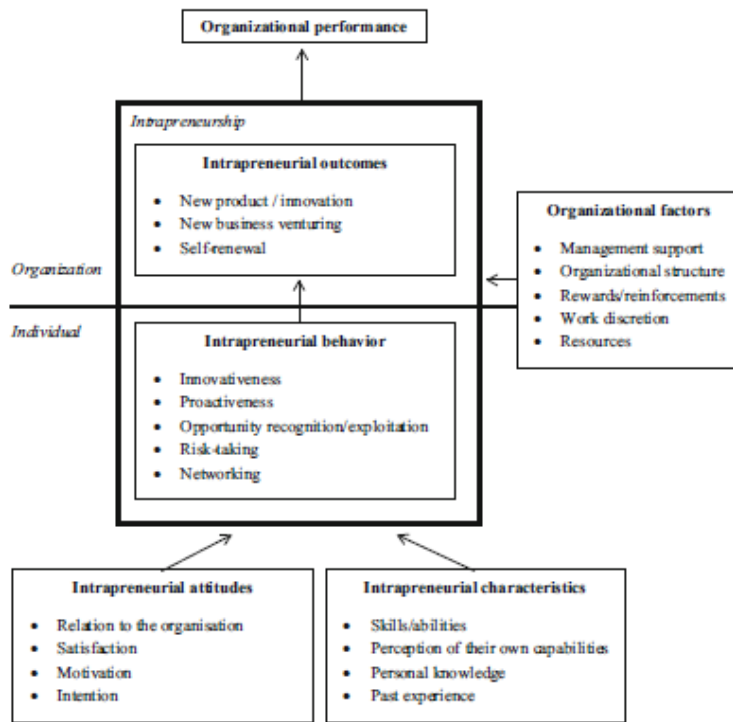 Organizational performance
Intrapreneurship
Intrapreneurial outcomes
• New product / innovation
• New business venturing
• Self-renewal
Organizational factors
• Management support
• Organizational structure
• Rewards/reinforcements
• Work discretion
• Resources
Organization
Individual
Intrapreneurial behavior
• Innovativeness
• Proactiveness
• Opportunity recognition/exploitation
• Risk-taking
• Networking
Intrapreneurial attitudes
• Relation to the organisation
• Satisfaction
• Motivation
• Intention
Intrapreneurial characteristics
• Skills/abilities
• Perception of their own capabilities
• Personal knowledge
• Past experience